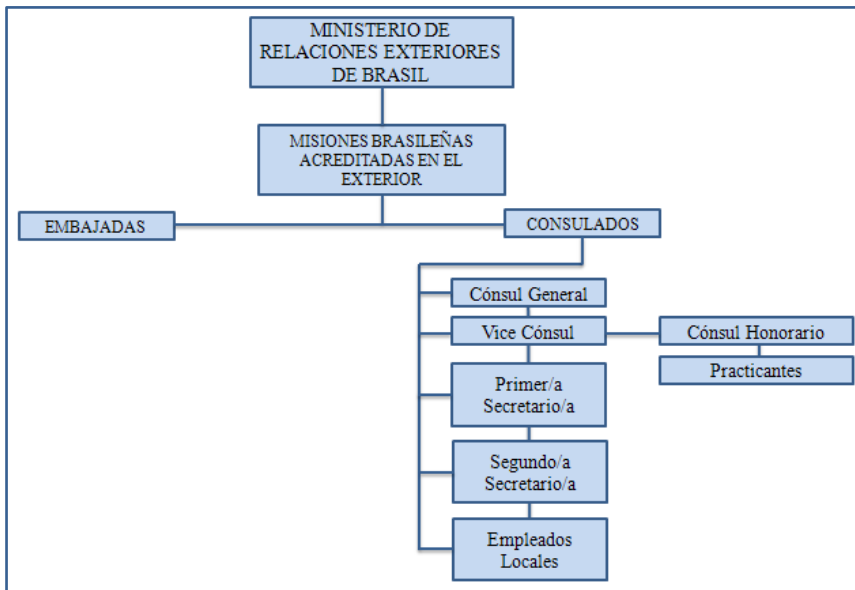 MINISTERIO DE
RELACIONES EXTERIORES
DE BRASIL
MISIONES BRASILEÑAS
ACREDITADAS EN EL
EXTERIOR
EMBAJADAS
CONSULADOS
Cónsul General
Vice Cónsul
Cónsul Honorario
Practicantes
Primer/a
Secretario/a
Segundo/a
Secretario/a
Empleados
Locales